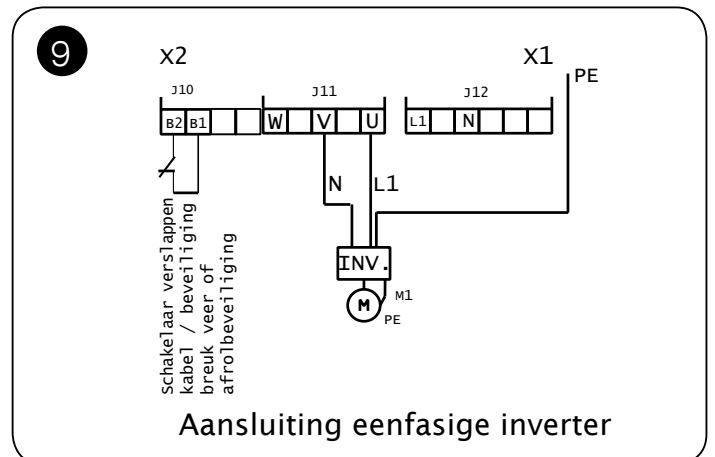 9
X2
X1
PE
J10
J11
J12
B2 B1
W V U
L1 N
N
L1
INV.
M
M1
PE
Schakelaar verslappen
kabel / beveiliging
breuk veer of
afrolbeveiliging
Aansluiting eenfasige inverter